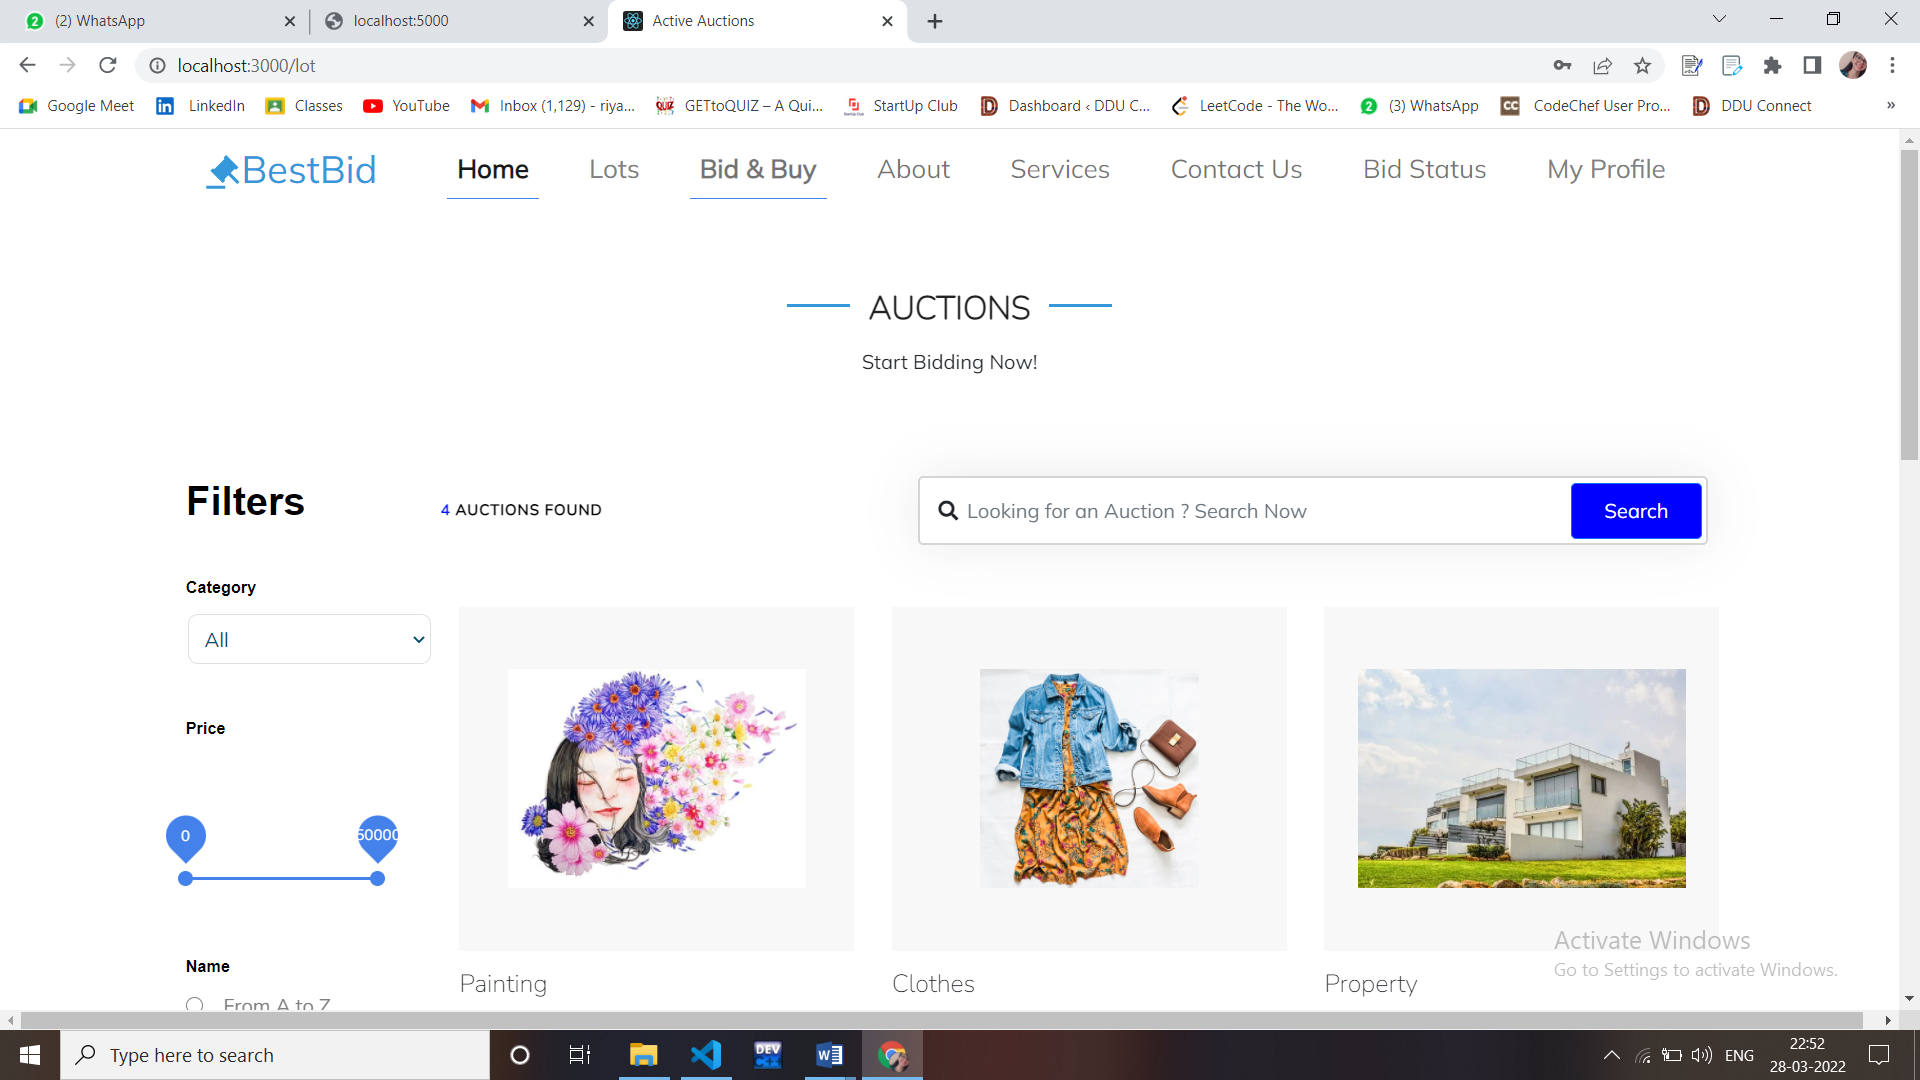 (2) WhatsApp
localhost:5000
Active Auctions
localhost:3000/lot
Google Meet
LinkedIn
Classes
YouTube
Inbox (1,129) - riya...
GETtoQUIZ – A Qui...
StartUp Club
Dashboard ‹ DDU C...
LeetCode - The Wo...
(3) WhatsApp
CodeChef User Pro...
DDU Connect
»
BestBid
Home
Lots
Bid & Buy
About
Services
Contact Us
Bid Status
My Profile
AUCTIONS
Start Bidding Now!
Filters
4 AUCTIONS FOUND
Looking for an Auction ? Search Now
Search
Category
All
Price
0
50000
Name
From A to Z
Painting
Clothes
Property
Activate Windows
Go to Settings to activate Windows.
Type here to search
DEV
C++
ENG
22:52
28-03-2022